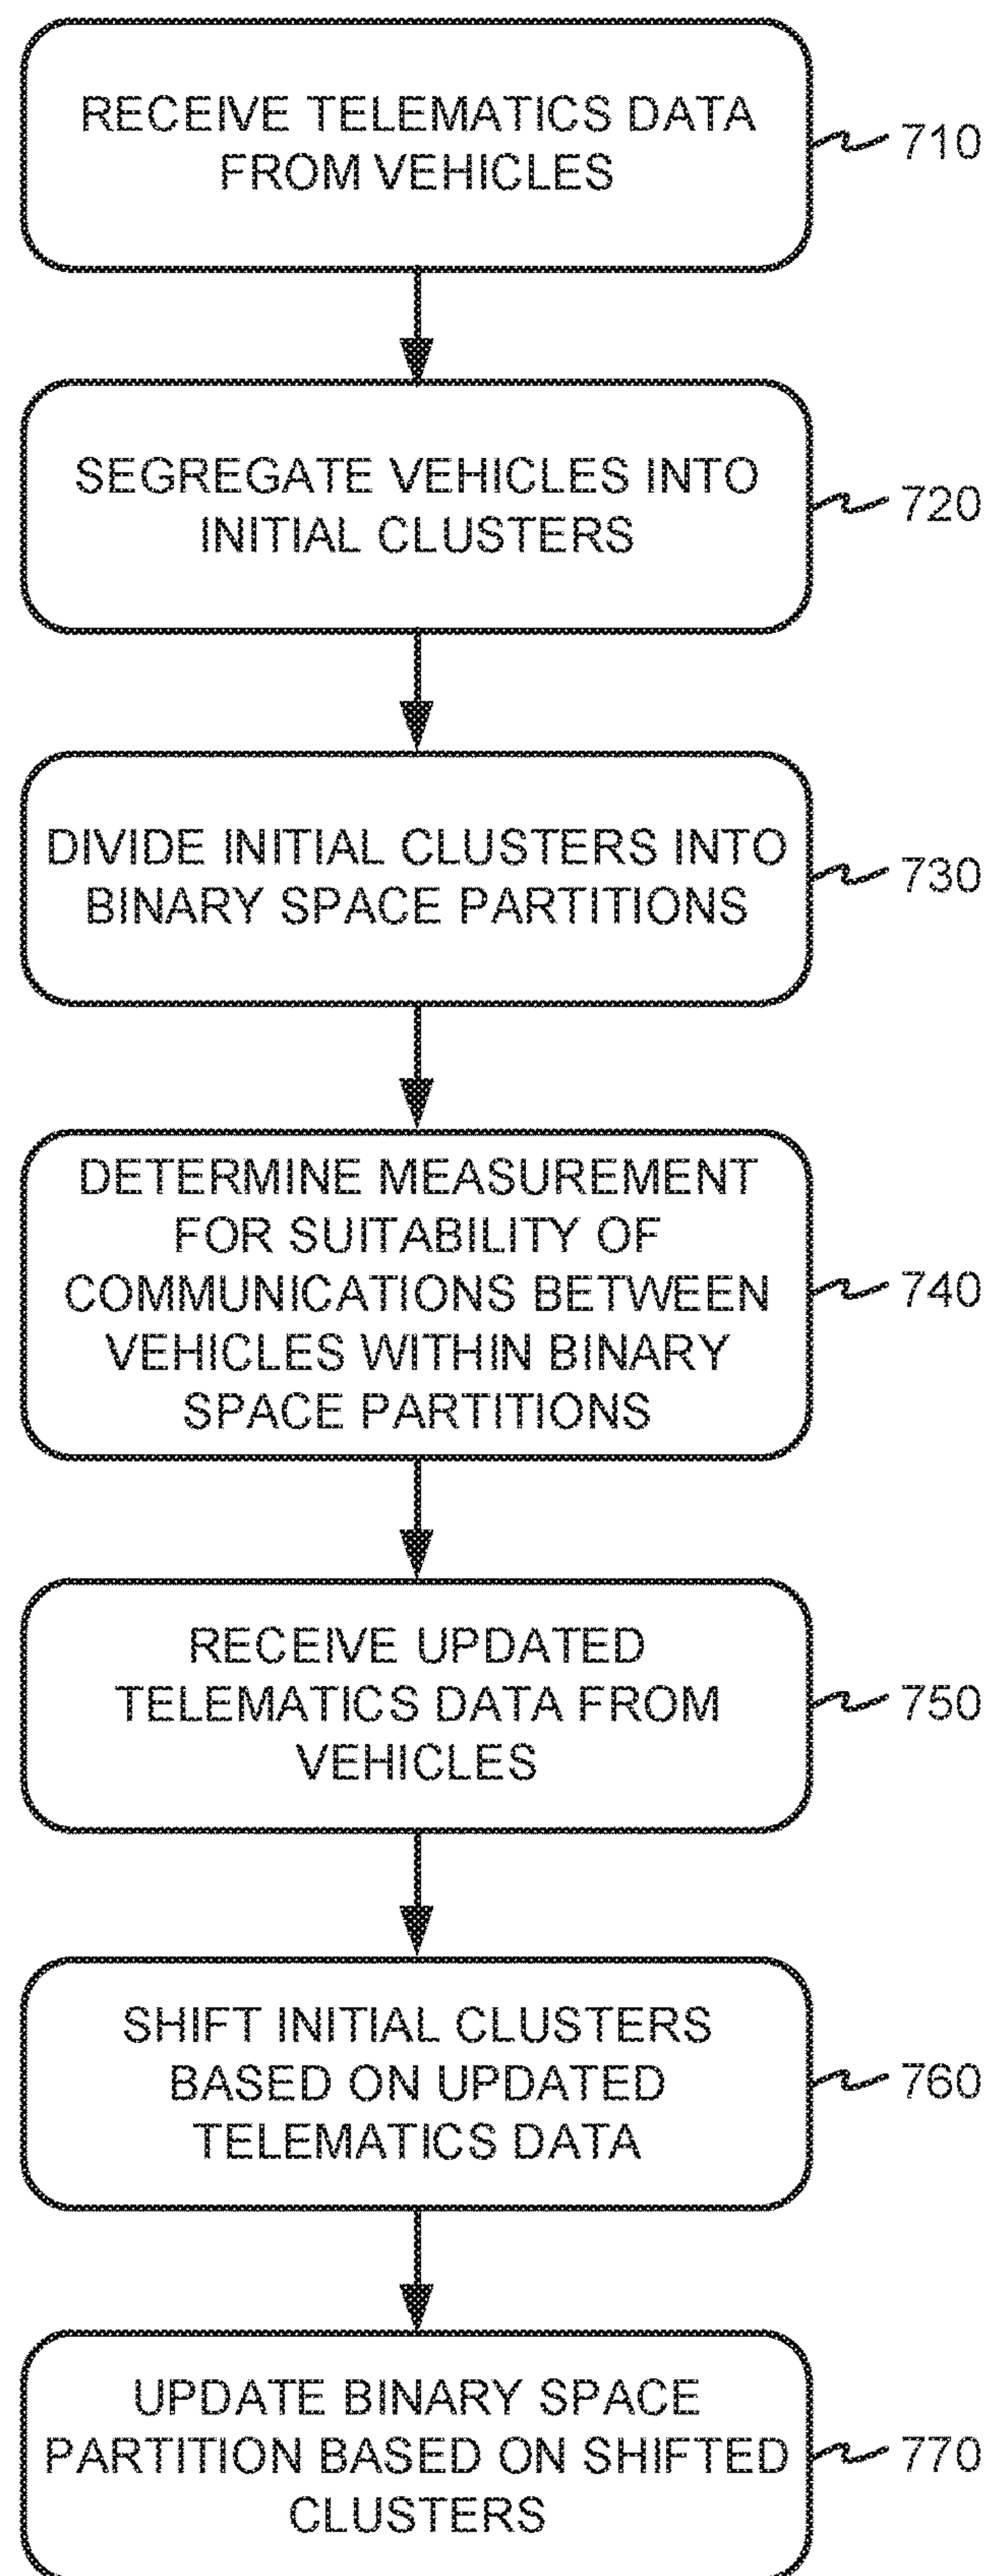 RECEIVE TELEMATICS DATA
FROM VEHICLES
710
SEGREGATE VEHICLES INTO
INITIAL CLUSTERS
720
DIVIDE INITIAL CLUSTERS INTO
BINARY SPACE PARTITIONS
730
DETERMINE MEASUREMENT
FOR SUITABILITY OF
COMMUNICATIONS BETWEEN
VEHICLES WITHIN BINARY
SPACE PARTITIONS
740
RECEIVE UPDATED
TELEMATICS DATA FROM
VEHICLES
750
SHIFT INITIAL CLUSTERS
BASED ON UPDATED
TELEMATICS DATA
760
UPDATE BINARY SPACE
PARTITION BASED ON SHIFTED
CLUSTERS
770